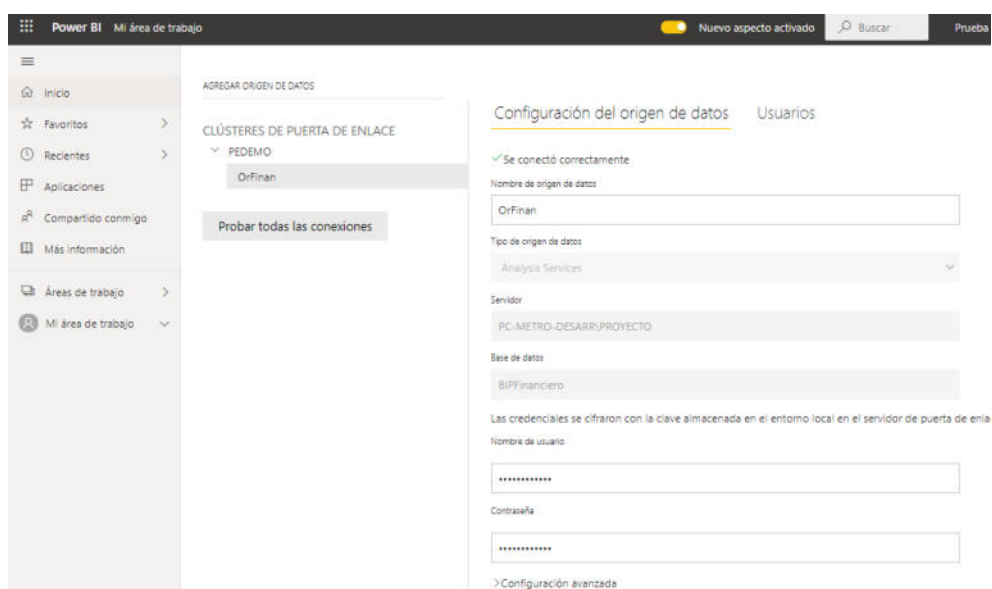 Power BI Mi área de trabajo
Nuevo aspecto activado
Buscar
Prueba
Inicio
Favoritos
Recientes
Aplicaciones
Compartido conmigo
Más información
Áreas de trabajo
Mi área de trabajo
AGREGAR ORIGEN DE DATOS
CLÚSTERES DE PUERTA DE ENLACE
PEDEMO
OrFinan
Probar todas las conexiones
Configuración del origen de datos Usuarios
Se conectó correctamente
Nombre de origen de datos
OrFinan
Tipo de origen de datos
Analysis Services
Servidor
PC-METRO-DESARR\PROYECTO
Base de datos
BIPFinanciero
Las credenciales se cifraron con la clave almacenada en el entorno local en el servidor de puerta de enla
Nombre de usuario
••••••••••••
Contraseña
••••••••••••
Configuración avanzada